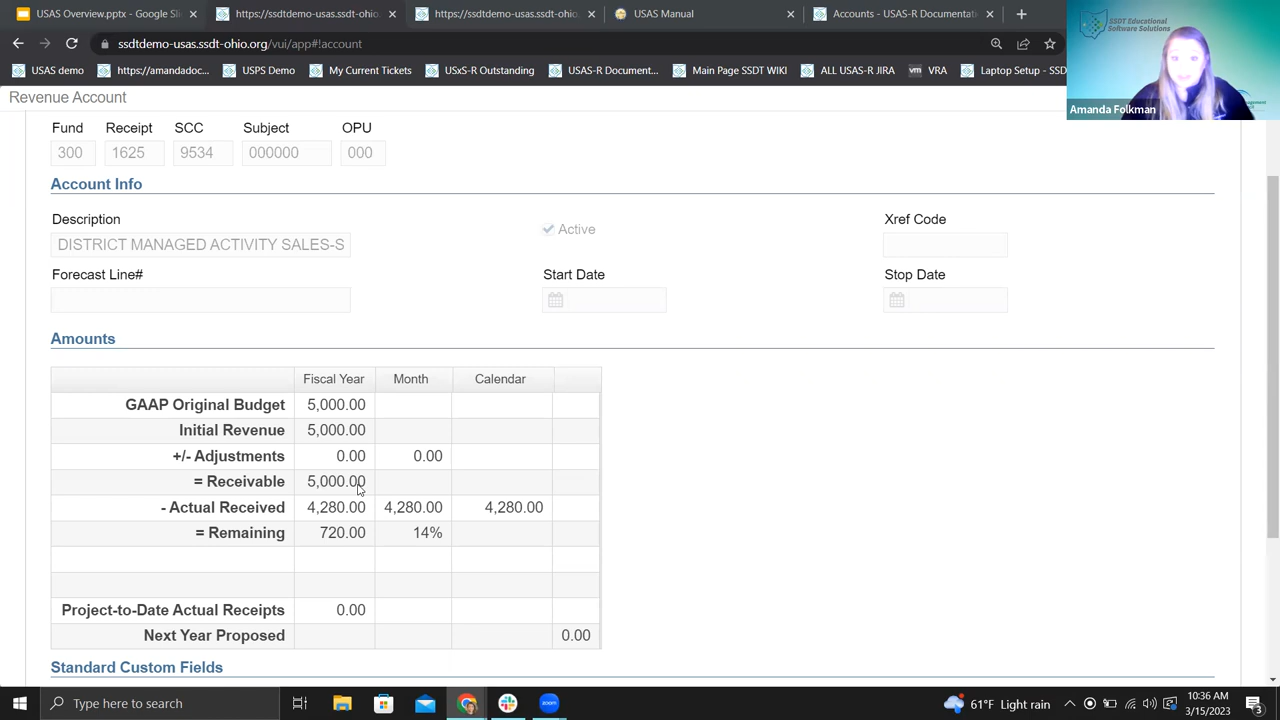 USAS Overview.pptx - Google Sli
https://ssdtdemo-usas.ssdt-ohio.
https://ssdtdemo-usas.ssdt-ohio.
USAS Manual
Accounts - USAS-R Documentat
ssdtdemo-usas.ssdt-ohio.org/vui/app#!account
USAS demo
https://amandadoc...
USPS Demo
My Current Tickets
UsXs-R Outstanding
USAS-R Document...
Main Page SSDT WIKI
ALL USAS-R JIRA
VRA
Laptop Setup - SSD
SSDT Educational
Software Solutions
Amanda Folkman
Revenue Account
Fund Receipt SCC Subject OPU
300 1625 9534 000000 000
Account Info
Description Active Xref Code
DISTRICT MANAGED ACTIVITY SALES-S
Forecast Line# Start Date Stop Date
Amounts
Fiscal Year Month Calendar
GAAP Original Budget 5,000.00
Initial Revenue 5,000.00
+/- Adjustments 0.00 0.00
= Receivable 5,000.00
- Actual Received 4,280.00 4,280.00 4,280.00
= Remaining 720.00 14%
Project-to-Date Actual Receipts 0.00
Next Year Proposed 0.00
Standard Custom Fields
Type here to search
zoom
61°F Light rain
10:36 AM
3/15/2023
3